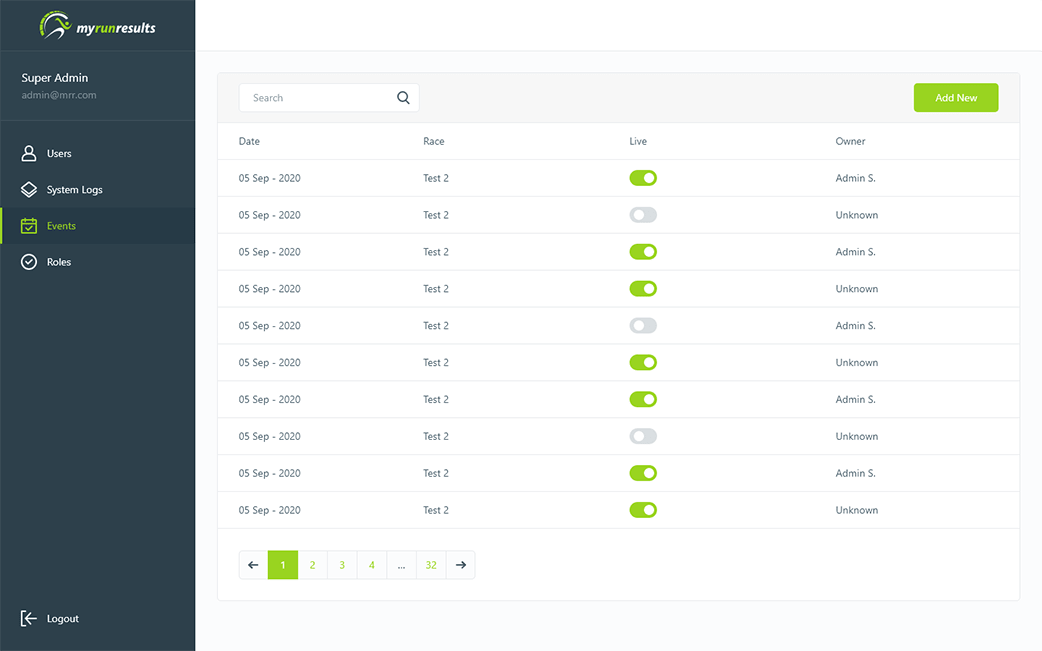 myrunresults
Super Admin
admin@mrr.com
Users
System Logs
Events
Roles
Logout
Search
Add New
Date Race Live Owner
05 Sep - 2020 Test 2 Admin S.
05 Sep - 2020 Test 2 Unknown
05 Sep - 2020 Test 2 Admin S.
05 Sep - 2020 Test 2 Unknown
05 Sep - 2020 Test 2 Admin S.
05 Sep - 2020 Test 2 Unknown
05 Sep - 2020 Test 2 Admin S.
05 Sep - 2020 Test 2 Unknown
05 Sep - 2020 Test 2 Admin S.
05 Sep - 2020 Test 2 Unknown
1 2 3 4 ... 32